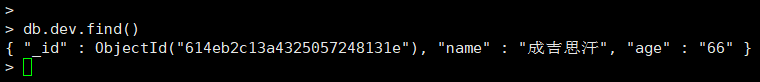 >
> db.dev.find()
{ "_id" : ObjectId("614eb2c13a4325057248131e"), "name" : "成吉思汗", "age" : "66" }
>